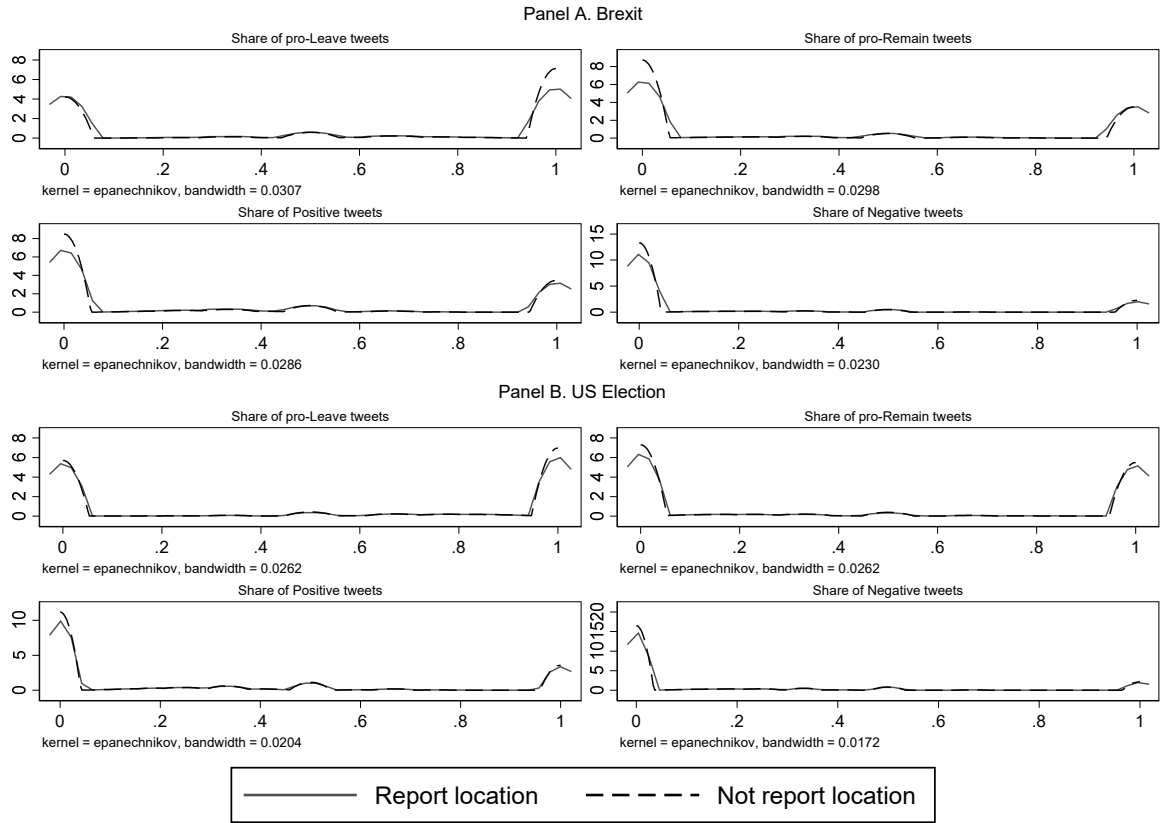 Panel A. Brexit
Share of pro-Leave tweets
8
6
4
2
0
0 .2 .4 .6 .8 1
kernel = epanechnikov, bandwidth = 0.0307
Share of pro-Remain tweets
8
6
4
2
0
0 .2 .4 .6 .8 1
kernel = epanechnikov, bandwidth = 0.0298
Share of Positive tweets
8
6
4
2
0
0 .2 .4 .6 .8 1
kernel = epanechnikov, bandwidth = 0.0286
Share of Negative tweets
15
10
5
0
0 .2 .4 .6 .8 1
kernel = epanechnikov, bandwidth = 0.0230
Panel B. US Election
Share of pro-Leave tweets
8
6
4
2
0
0 .2 .4 .6 .8 1
kernel = epanechnikov, bandwidth = 0.0262
Share of pro-Remain tweets
8
6
4
2
0
0 .2 .4 .6 .8 1
kernel = epanechnikov, bandwidth = 0.0262
Share of Positive tweets
10
5
0
0 .2 .4 .6 .8 1
kernel = epanechnikov, bandwidth = 0.0204
Share of Negative tweets
20
15
10
5
0
0 .2 .4 .6 .8 1
kernel = epanechnikov, bandwidth = 0.0172
Report location
Not report location